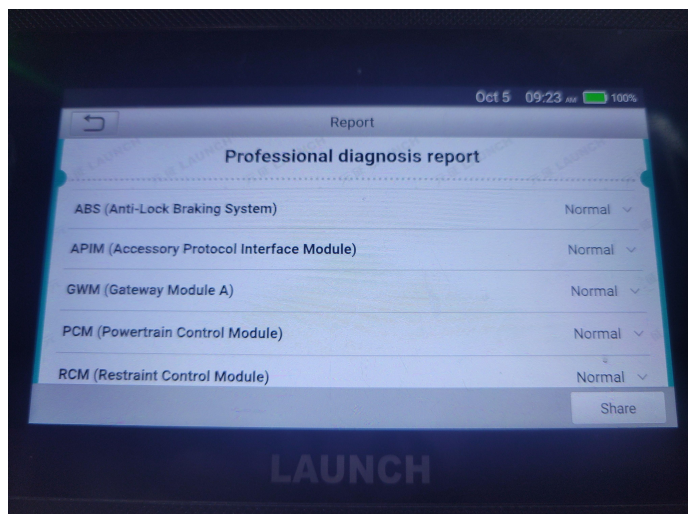 Oct 5 09:23 AM 100%
Report
Professional diagnosis report
ABS (Anti-Lock Braking System) Normal
APIM (Accessory Protocol Interface Module) Normal
GWM (Gateway Module A) Normal
PCM (Powertrain Control Module) Normal
RCM (Restraint Control Module) Normal
Share
LAUNCH